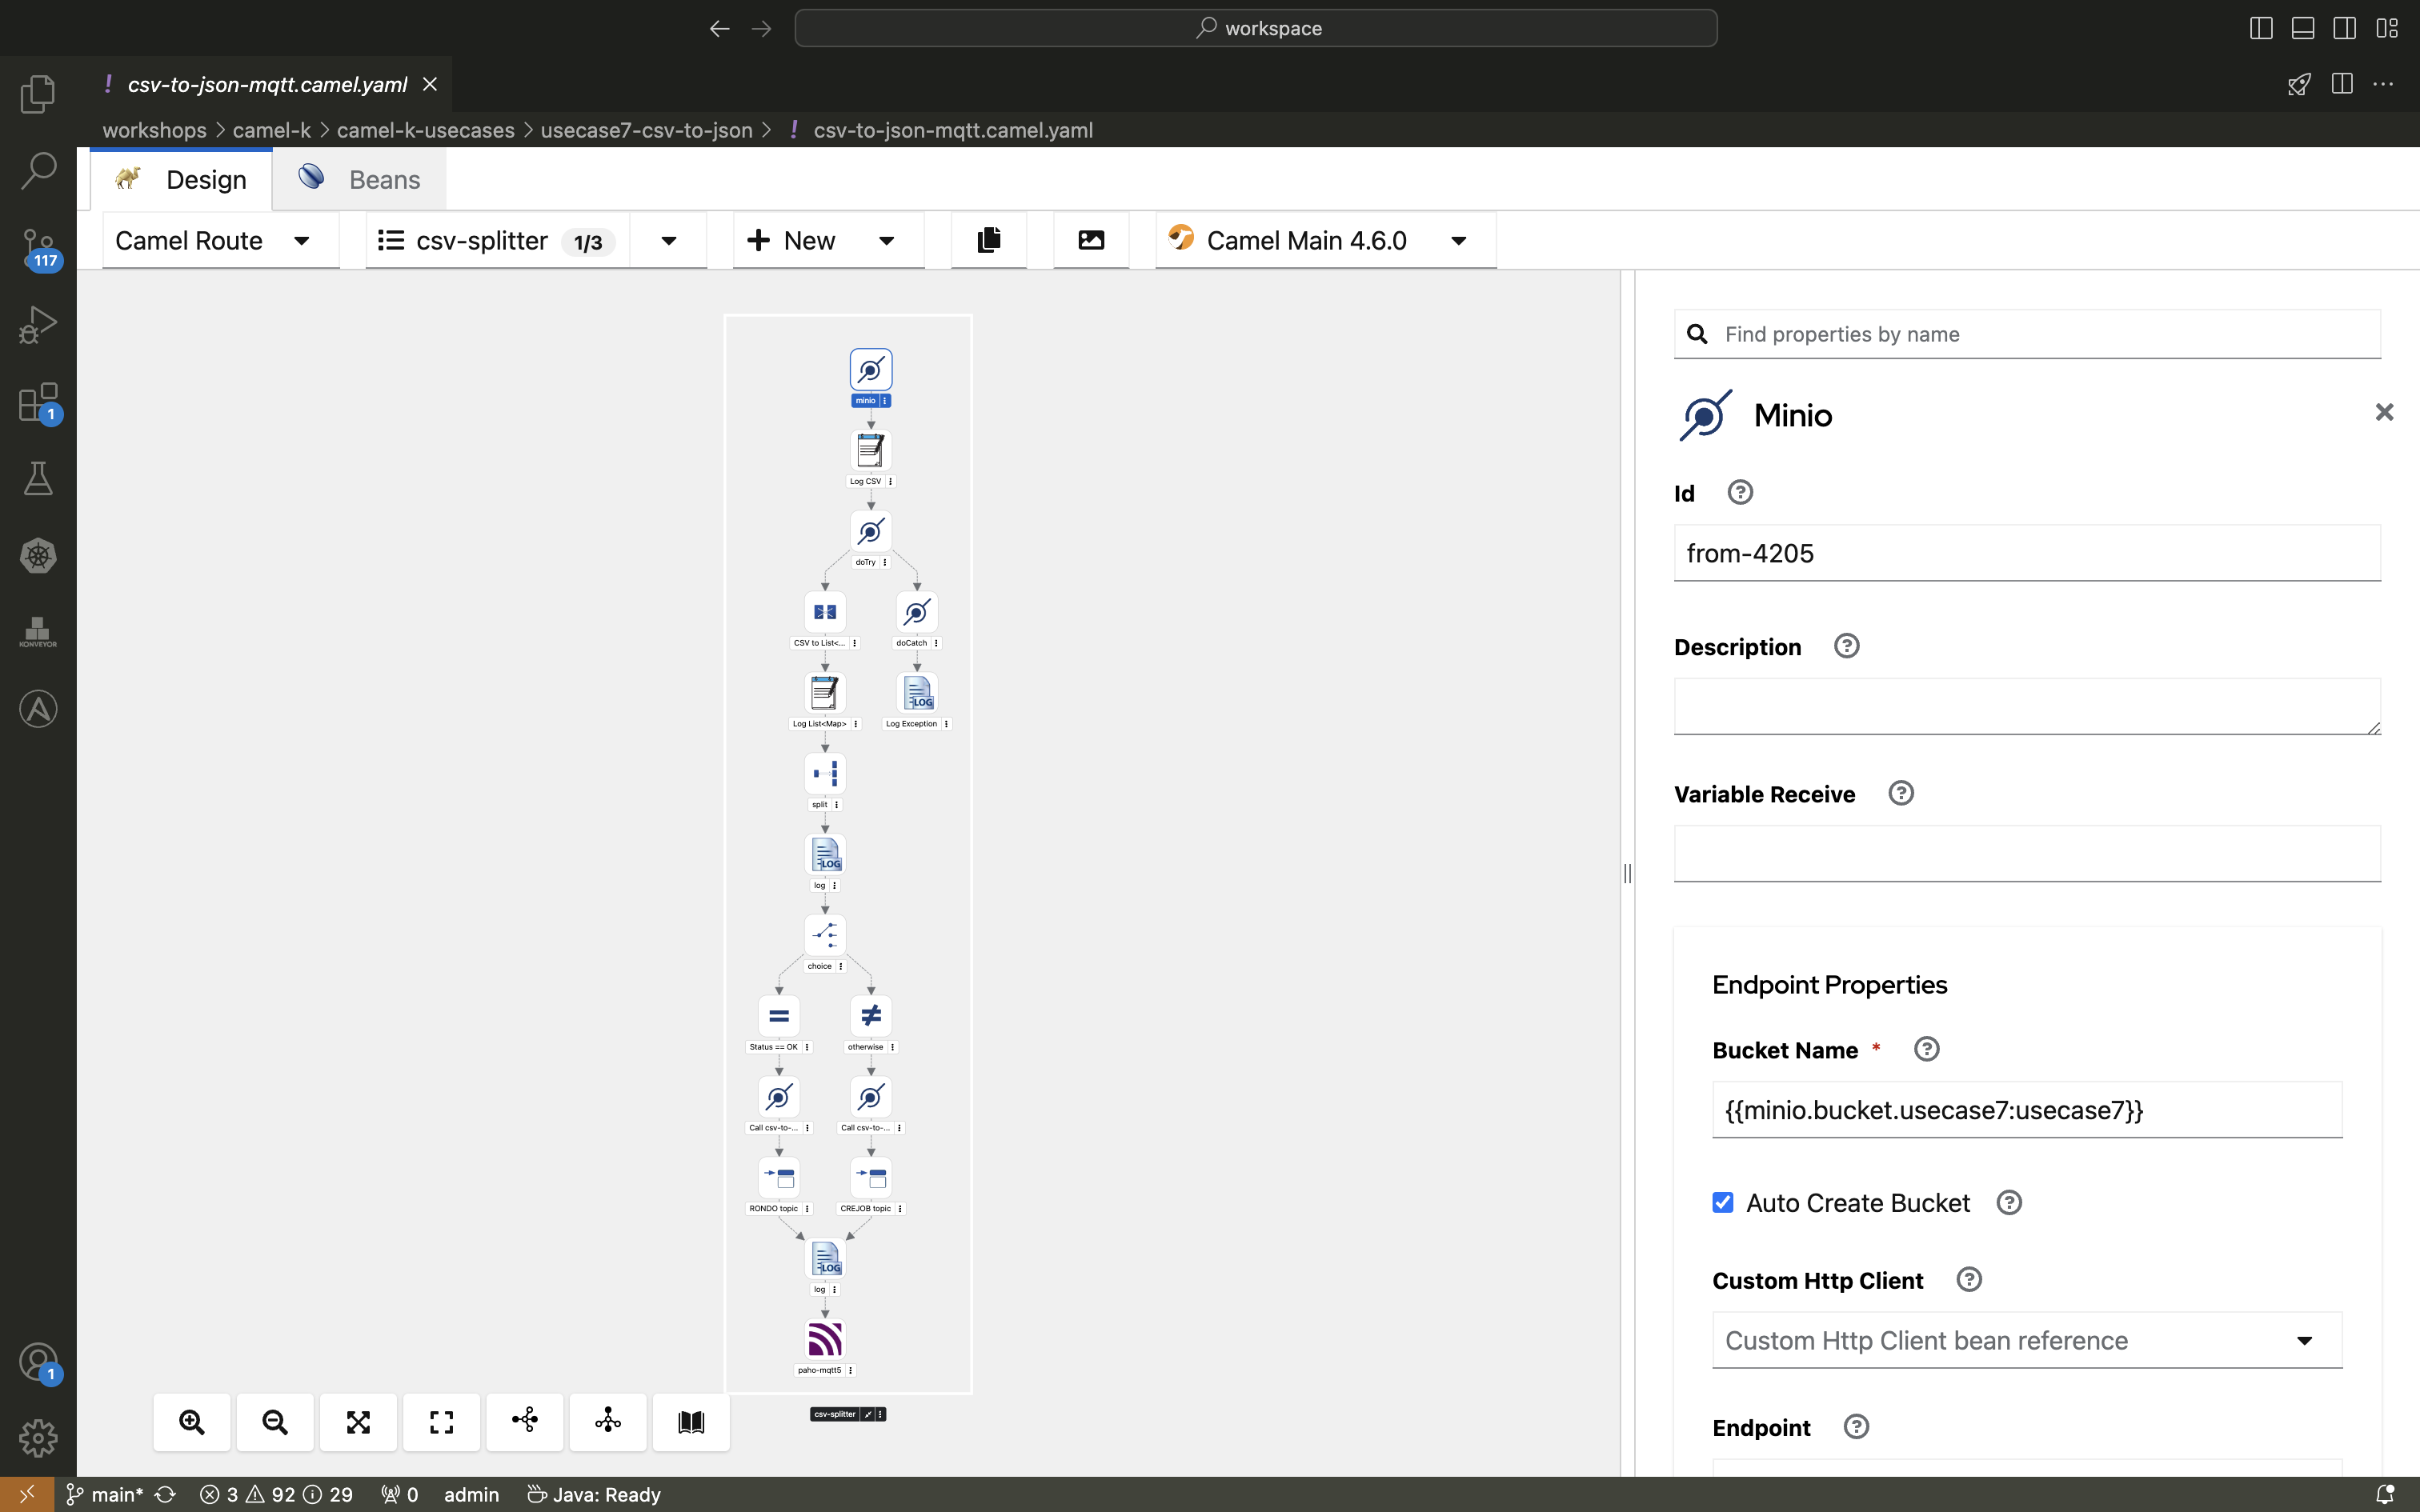 workspace
! csv-to-json-mqtt.camel.yaml
workshops > camel-k > camel-k-usecases > usecase7-csv-to-json > ! csv-to-json-mqtt.camel.yaml
117
1
KONVEYOR
1
Design
Beans
Camel Route
csv-splitter 1/3
New
Camel Main 4.6.0
minio
Log CSV
doTry
CSV to List<...
doCatch
Log List<Map>
LOG
Log Exception
split
LOG
log
choice
Status == OK
otherwise
Call csv-to-...
Call csv-to-...
RONDO topic
CREJOB topic
LOG
log
paho-mqtt5
csv-splitter
Find properties by name
Minio
Id
from-4205
Description
Variable Receive
Endpoint Properties
Bucket Name *
{{minio.bucket.usecase7:usecase7}}
Auto Create Bucket
Custom Http Client
Custom Http Client bean reference
Endpoint
main* 3 92 29 0 admin Java: Ready